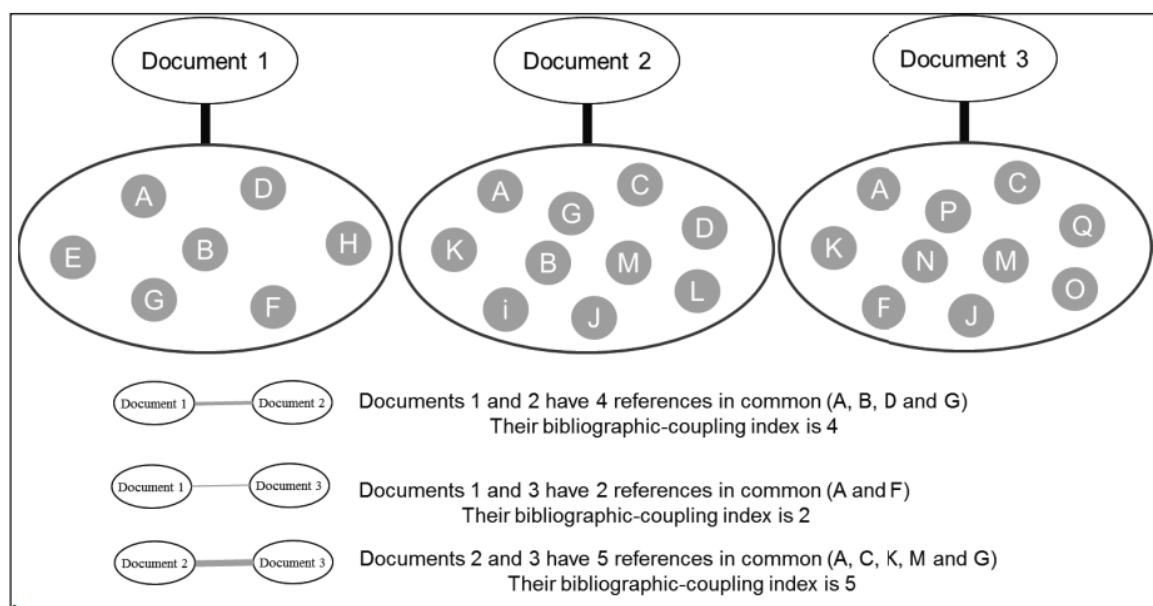 Document 1
Document 2
Document 3
A
D
E
B
H
G
F
A
C
G
D
K
B
M
L
i
J
A
C
P
Q
K
N
M
O
F
J
Document 1
Document 2
Documents 1 and 2 have 4 references in common (A, B, D and G)
Their bibliographic-coupling index is 4
Document 1
Document 3
Documents 1 and 3 have 2 references in common (A and F)
Their bibliographic-coupling index is 2
Document 2
Document 3
Documents 2 and 3 have 5 references in common (A, C, K, M and G)
Their bibliographic-coupling index is 5